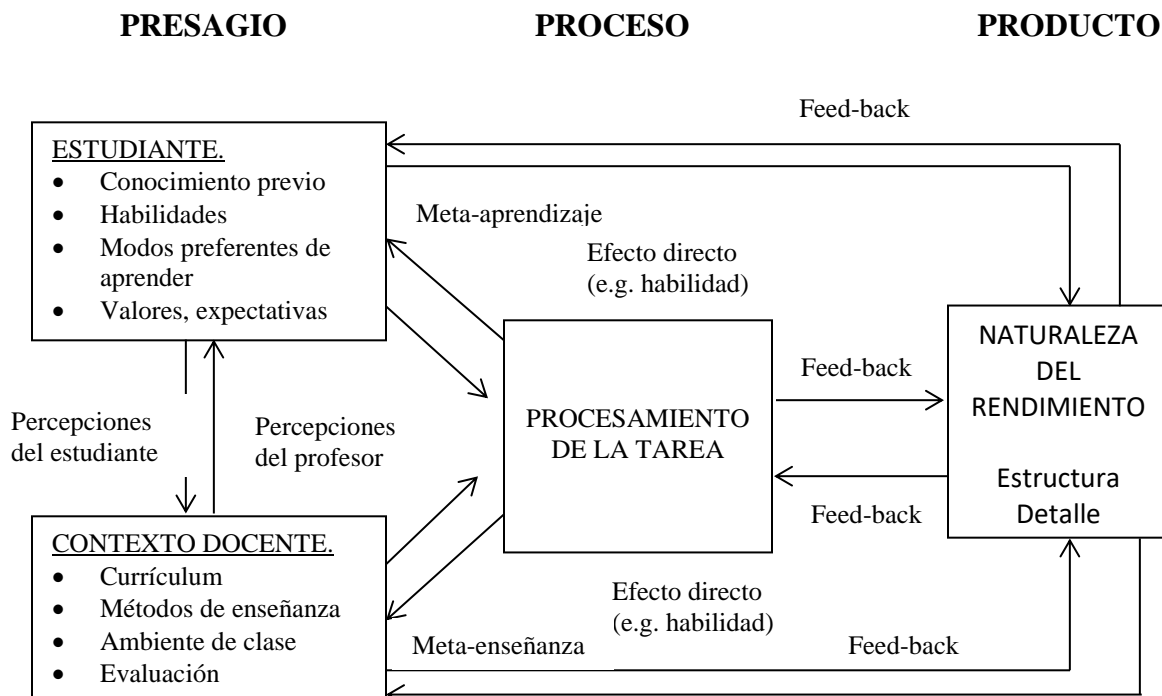 PRESAGIO
PROCESO
PRODUCTO
Feed-back
ESTUDIANTE.
• Conocimiento previo
• Habilidades
• Modos preferentes de
aprender
• Valores, expectativas
Meta-aprendizaje
Efecto directo
(e.g. habilidad)
Percepciones
del estudiante
Percepciones
del profesor
PROCESAMIENTO
DE LA TAREA
Feed-back
Feed-back
NATURALEZA
DEL
RENDIMIENTO
Estructura
Detalle
CONTEXTO DOCENTE.
• Currículum
• Métodos de enseñanza
• Ambiente de clase
• Evaluación
Efecto directo
(e.g. habilidad)
Meta-enseñanza
Feed-back